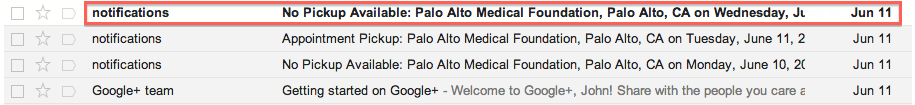 notifications No Pickup Available: Palo Alto Medical Foundation, Palo Alto, CA on Wednesday, Jun 11
notifications Appointment Pickup: Palo Alto Medical Foundation, Palo Alto, CA on Tuesday, June 11, 2 Jun 11
notifications No Pickup Available: Palo Alto Medical Foundation, Palo Alto, CA on Monday, June 10, 20 Jun 11
Google+ team Getting started on Google+ - Welcome to Google+, John! Share with the people you care a Jun 11